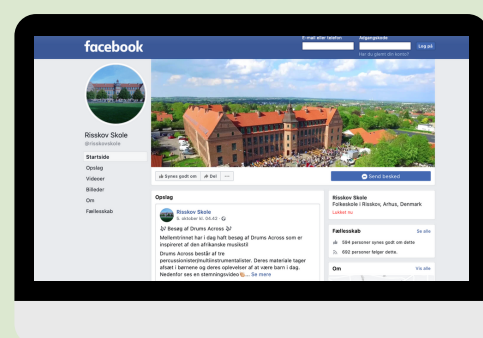 facebook
E-mail eller telefon
Adgangskode
Log på
Har du glemt din konto?
Risskov Skole
@risskovskole
Startside
Opslag
Videoer
Billeder
Om
Fællesskab
Synes godt om
Del
Send besked
Opslag
Risskov Skole
5. oktober kl. 04:42
Besøg af Drums Across
Mellemtrinnet har i dag haft besøg af Drums Across som er
inspireret af den afrikanske musikstil
Drums Across består af tre
percussionister/multiinstrumentalister. Deres materiale tager
afsæt i børnene og deres oplevelser af at være barn i dag.
Nedenfor ses en stemningsvideo ... Se mere
Risskov Skole
Folkeskole i Risskov, Arhus, Denmark
Lukket nu
Fællesskab
Se alle
594 personer synes godt om dette
692 personer følger dette.
Om
Vis alle